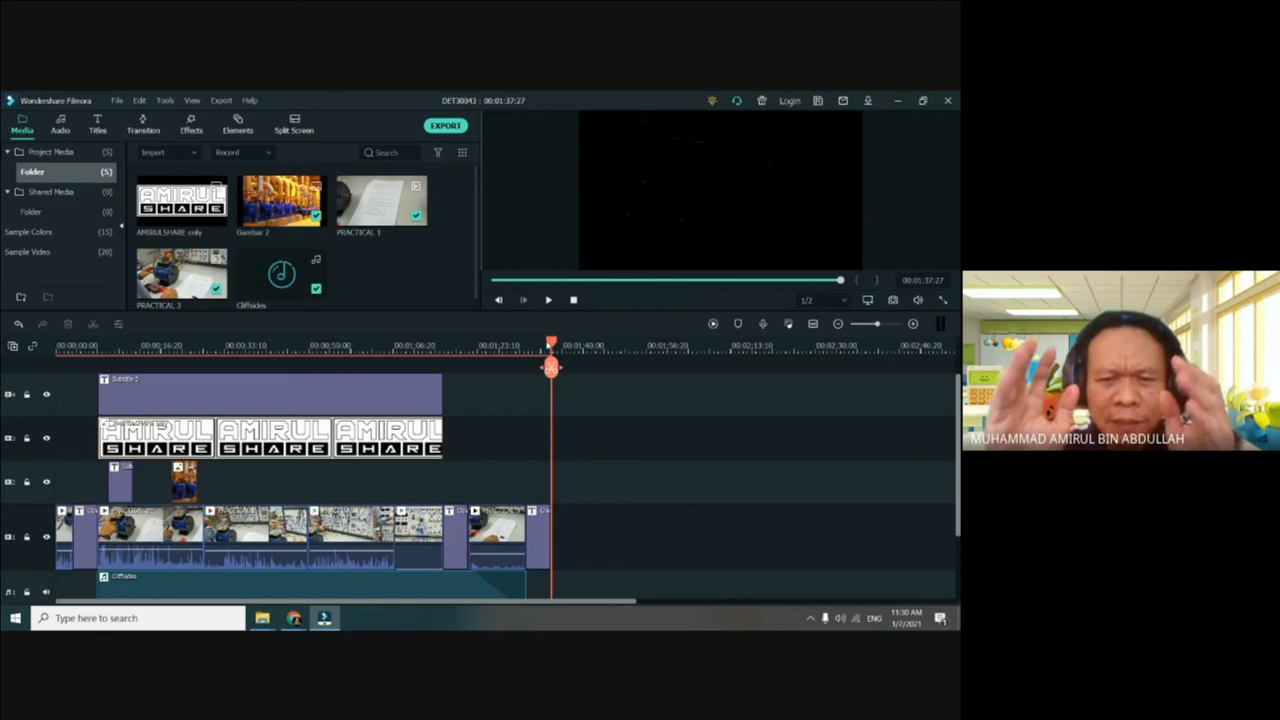 Wondershare Filmora File Edit Tools View Export Help DET30043 : 00:01:37:27 Login
Media Audio Titles Transition Effects Elements Split Screen EXPORT
Project Media (5) Import Record Search
Folder (5)
Shared Media (0)
Folder (0)
Sample Colors (15)
Sample Video (20)
AMIRUL
SHARE
AMIRULSHARE only Gambar 2 PRACTICAL 1
PRACTICAL 3 Cliffsides
00:01:37:27
1/2
00:00:00:00 00:00:16:20 00:00:33:10 00:00:50:00 00:01:06:20 00:01:23:10 00:01:40:00 00:01:56:20 00:02:13:10 00:02:30:00 00:02:46:20
Subtitle 5
AMIRUL AMIRUL AMIRUL
SHARE SHARE SHARE
Sub
Cliffsides
Type here to search
ENG
11:30 AM
1/7/2021
MUHAMMAD AMIRUL BIN ABDULLAH